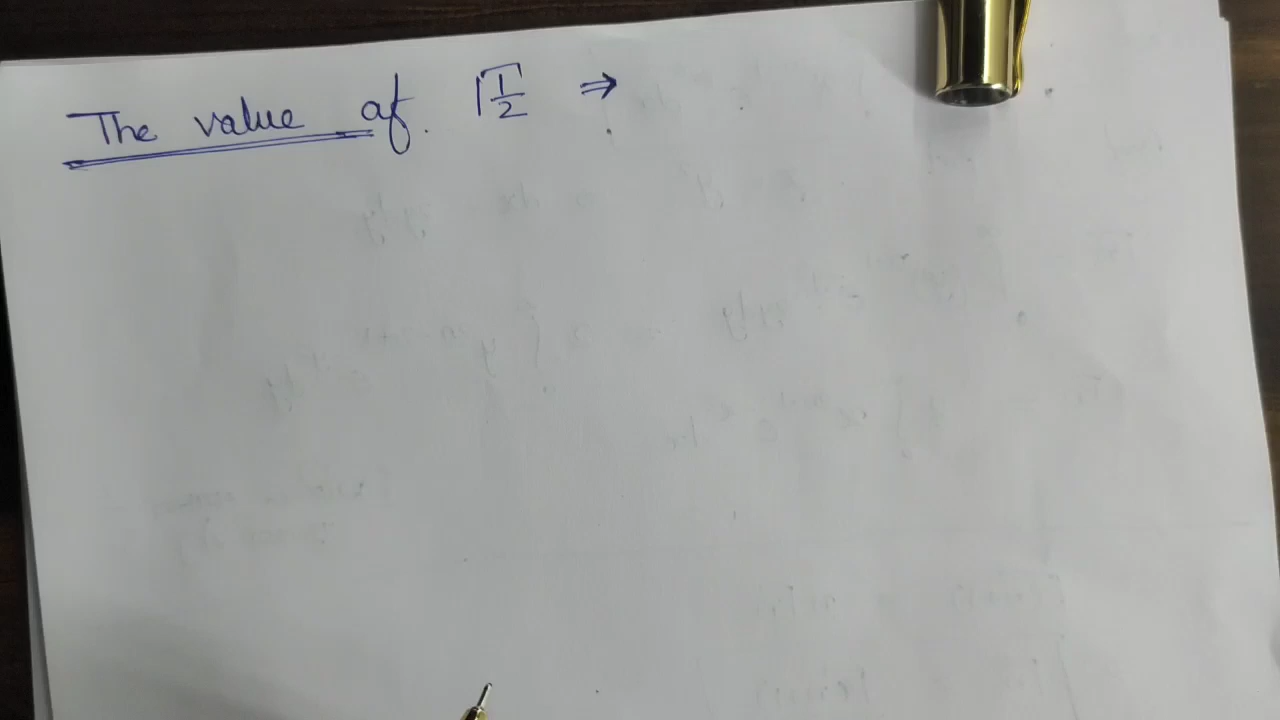 The value of. Γ1/2 ⇒